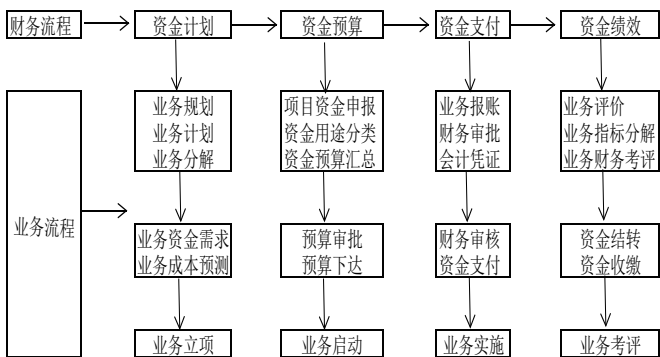 财务流程
资金计划
资金预算
资金支付
资金绩效
业务流程
业务规划
业务计划
业务分解
项目资金申报
资金用途分类
资金预算汇总
业务报账
财务审批
会计凭证
业务评价
业务指标分解
业务财务考评
业务资金需求
业务成本预测
预算审批
预算下达
财务审核
资金支付
资金结转
资金收缴
业务立项
业务启动
业务实施
业务考评